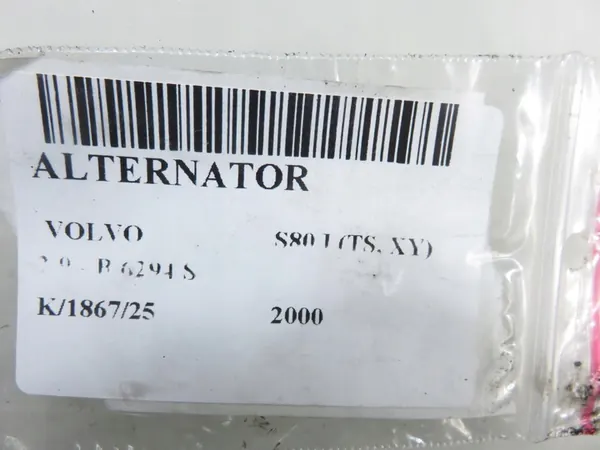 ALTERNATOR
VOLVO S80 I (TS, XY)
2.9 - B 6294 S
K/1867/25 2000